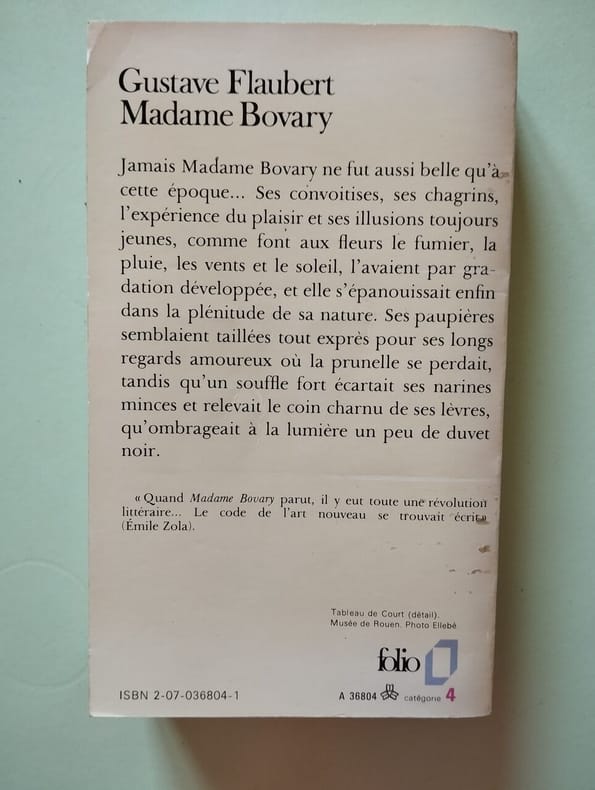 Gustave Flaubert
Madame Bovary
Jamais Madame Bovary ne fut aussi belle qu'à
cette époque... Ses convoitises, ses chagrins,
l'expérience du plaisir et ses illusions toujours
jeunes, comme font aux fleurs le fumier, la
pluie, les vents et le soleil, l'avaient par gra-
dation développée, et elle s'épanouissait enfin
dans la plénitude de sa nature. Ses paupières
semblaient taillées tout exprès pour ses longs
regards amoureux où la prunelle se perdait,
tandis qu'un souffle fort écartait ses narines
minces et relevait le coin charnu de ses lèvres,
qu'ombrageait à la lumière un peu de duvet
noir.
« Quand Madame Bovary parut, il y eut toute une révolution
littéraire... Le code de l'art nouveau se trouvait écrit»
(Émile Zola).
Tableau de Court (détail).
Musée de Rouen. Photo Ellebé.
folio
ISBN 2-07-036804-1 A 36804 catégorie 4